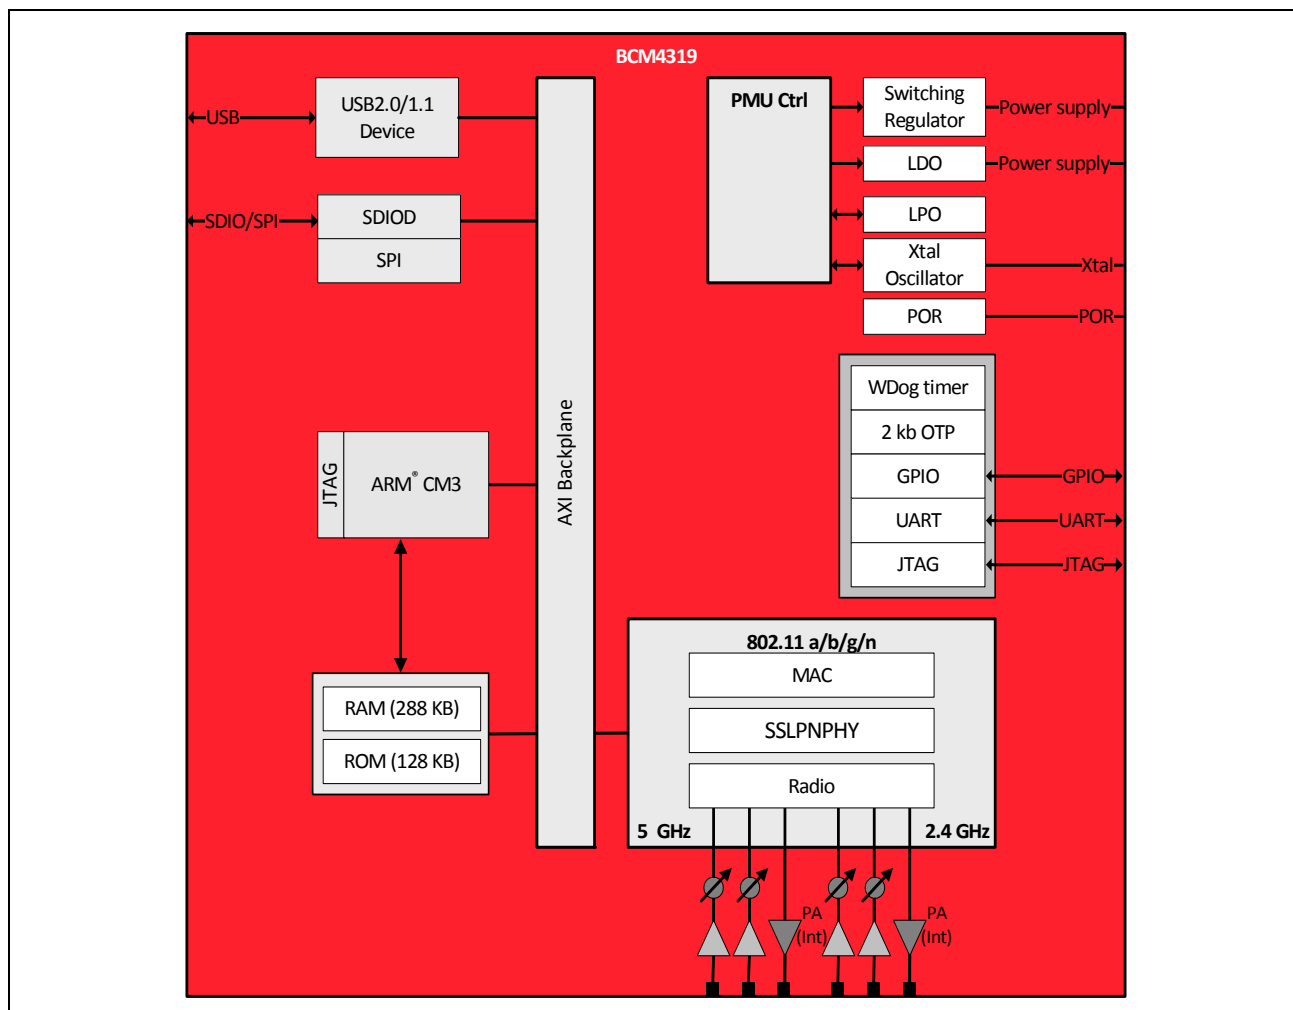 BCM4319
USB
USB2.0/1.1
Device
SDIO/SPI
SDIOD
SPI
JTAG
ARM® CM3
RAM (288 KB)
ROM (128 KB)
AXI Backplane
PMU Ctrl
Switching
Regulator
Power supply
LDO
Power supply
LPO
Xtal
Oscillator
Xtal
POR
POR
WDog timer
2 kb OTP
GPIO
GPIO
UART
UART
JTAG
JTAG
802.11 a/b/g/n
MAC
SSLPNPHY
Radio
5 GHz
2.4 GHz
PA
(Int)
PA
(Int)